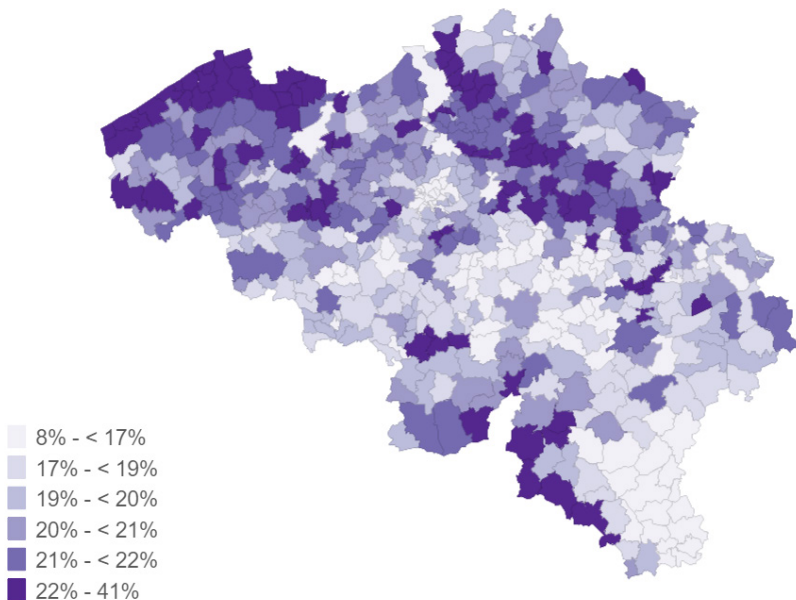 8% - < 17%
17% - < 19%
19% - < 20%
20% - < 21%
21% - < 22%
22% - 41%